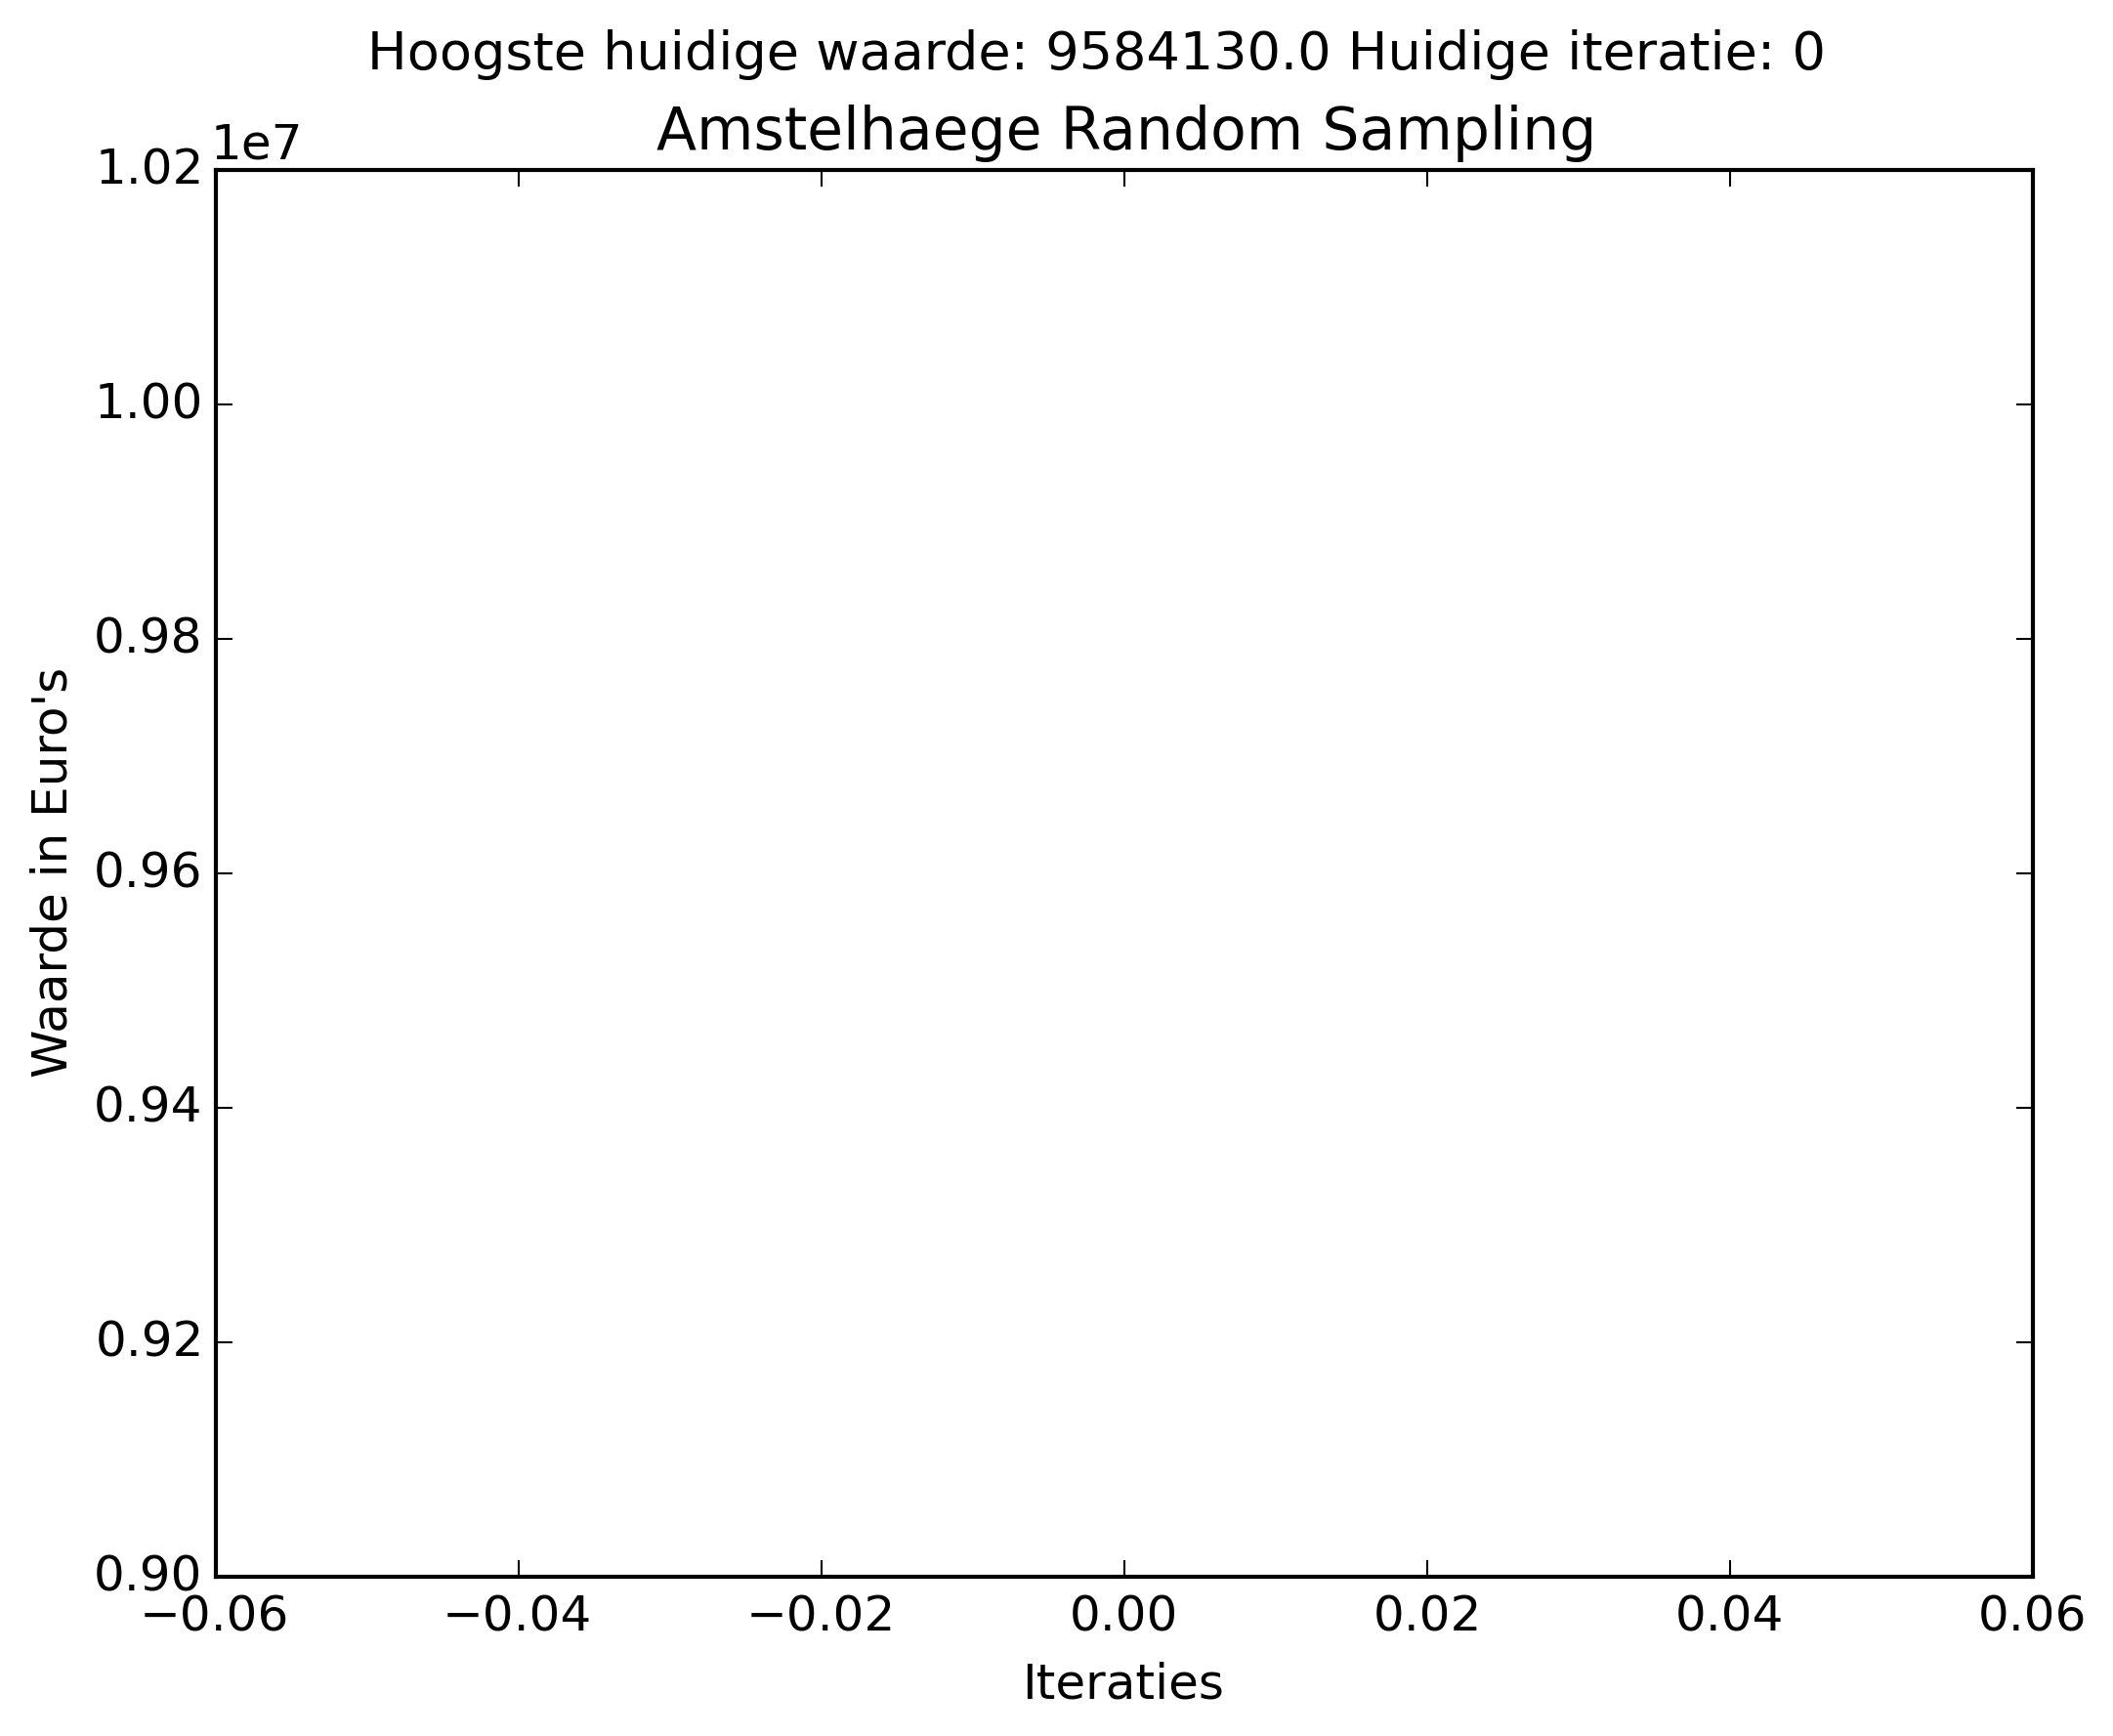 Hoogste huidige waarde: 9584130.0 Huidige iteratie: 0
Amstelhaege Random Sampling
1e7
1.02
1.00
0.98
0.96
0.94
0.92
0.90
Waarde in Euro's
−0.06 −0.04 −0.02 0.00 0.02 0.04 0.06
Iteraties